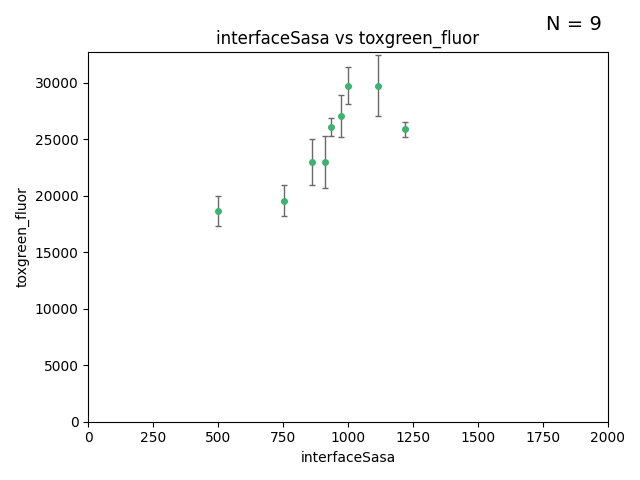 N = 9
interfaceSasa vs toxgreen_fluor
30000
25000
20000
15000
10000
5000
0
toxgreen_fluor
0 250 500 750 1000 1250 1500 1750 2000
interfaceSasa